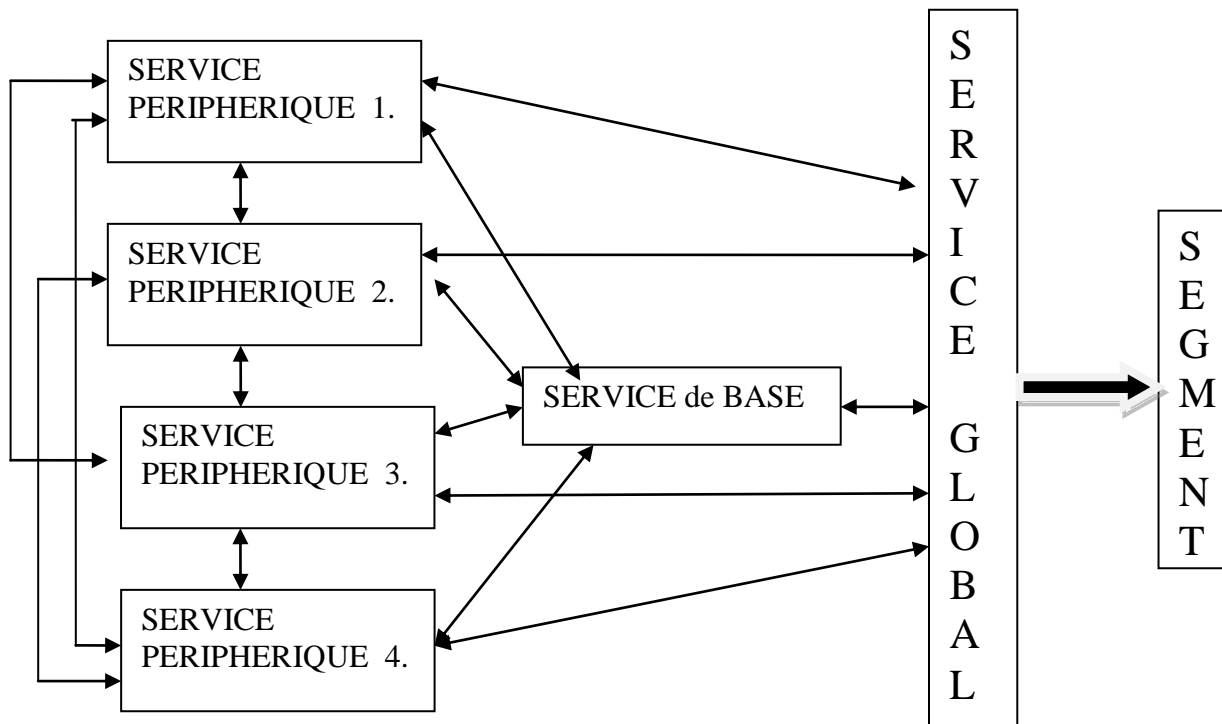 SERVICE
PERIPHERIQUE 1.
SERVICE
PERIPHERIQUE 2.
SERVICE
PERIPHERIQUE 3.
SERVICE
PERIPHERIQUE 4.
SERVICE de BASE
SERVICE GLOBAL
SEGMENT